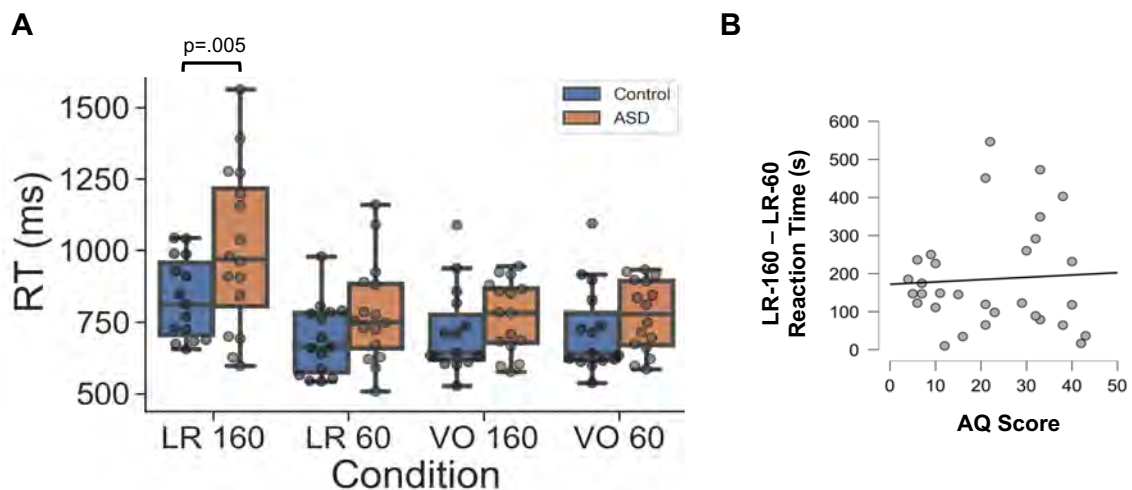 A
p=.005
Control
ASD
1500
1250
1000
750
500
RT (ms)
LR 160 LR 60 VO 160 VO 60
Condition
B
600
500
400
300
200
100
0
LR-160 – LR-60
Reaction Time (s)
0 10 20 30 40 50
AQ Score